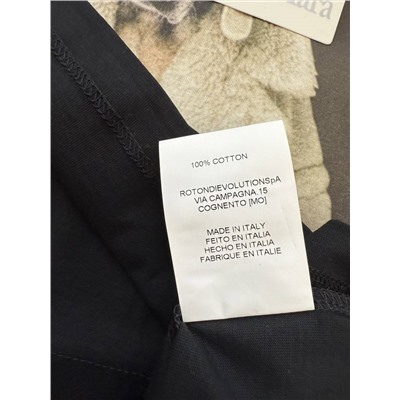 100% COTTON
ROTONDIEVOLUTIONSpA
VIA CAMPAGNA,15
COGNENTO [MO]
MADE IN ITALY
FEITO EN ITALIA
HECHO EN ITALIA
FABRIQUE EN ITALIE